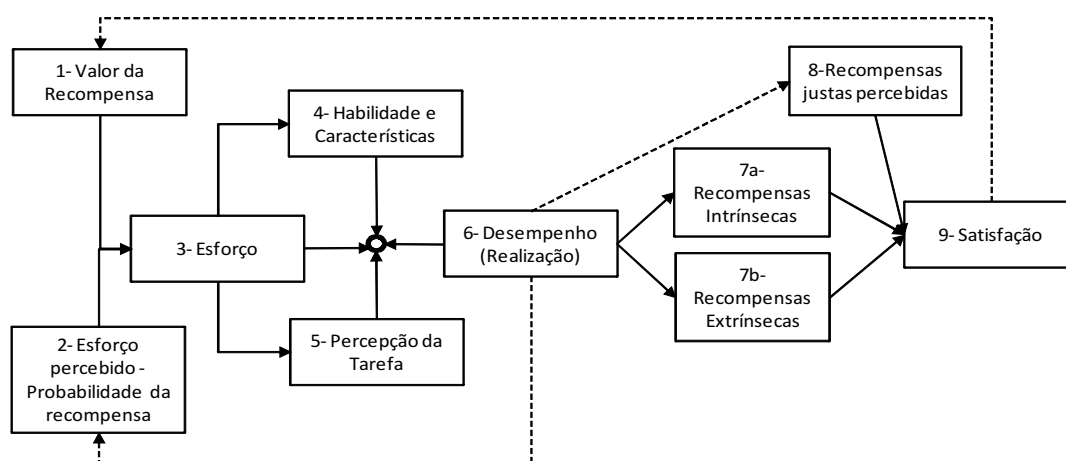 1- Valor da
Recompensa
2- Esforço
percebido -
Probabilidade da
recompensa
3- Esforço
4- Habilidade e
Características
5- Percepção da
Tarefa
6- Desempenho
(Realização)
7a-
Recompensas
Intrínsecas
7b-
Recompensas
Extrínsecas
8-Recompensas
justas percebidas
9- Satisfação